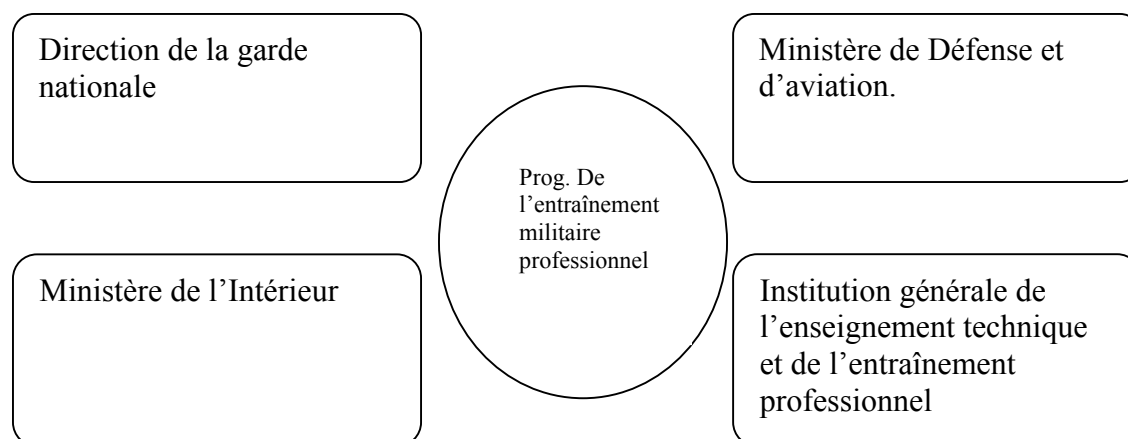 Direction de la garde
nationale
Ministère de Défense et
d’aviation.
Prog. De
l’entraînement
militaire
professionnel
Ministère de l’Intérieur
Institution générale de
l’enseignement technique
et de l’entraînement
professionnel